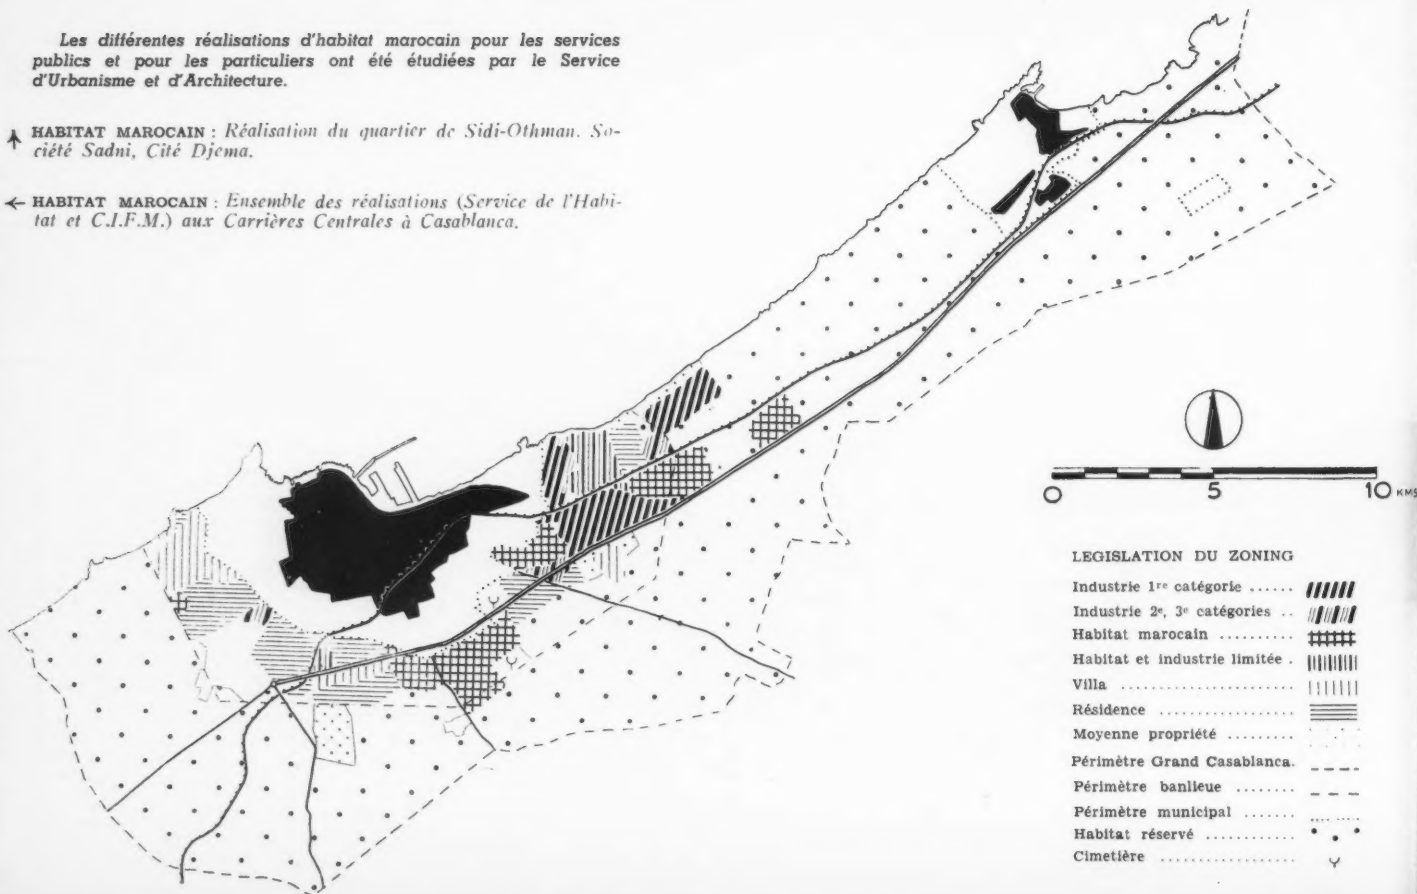 Les différentes réalisations d'habitat marocain pour les services
publics et pour les particuliers ont été étudiées par le Service
d'Urbanisme et d'Architecture.
HABITAT MAROCAIN : Réalisation du quartier de Sidi-Othman. So-
ciété Sadni, Cité Djema.
HABITAT MAROCAIN : Ensemble des réalisations (Service de l'Habi-
tat et C.I.F.M.) aux Carrières Centrales à Casablanca.
0 5 10 KMS
LEGISLATION DU ZONING
Industrie 1re catégorie ......
Industrie 2e, 3e catégories ..
Habitat marocain ..........
Habitat et industrie limitée .
Villa ......................
Résidence .................
Moyenne propriété .........
Périmètre Grand Casablanca.
Périmètre banlieue ........
Périmètre municipal ......
Habitat réservé ...........
Cimetière .................